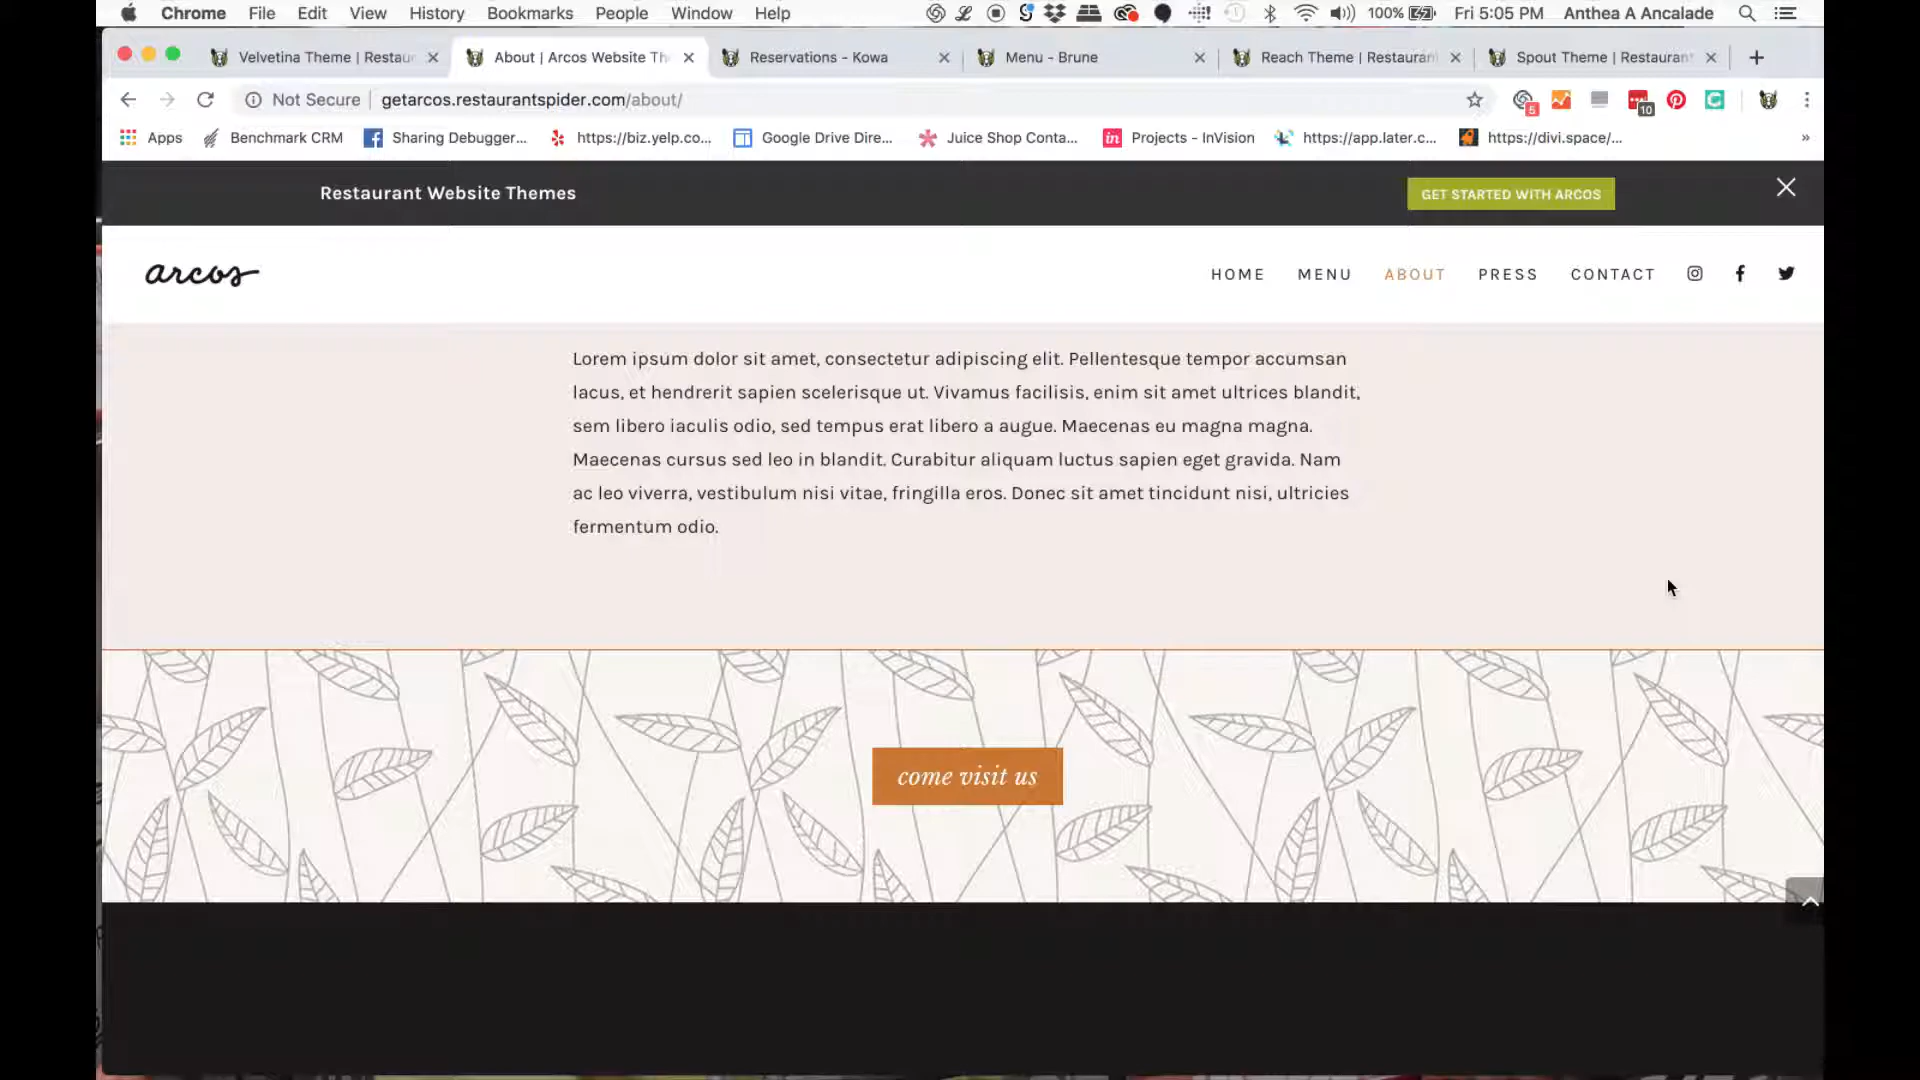 Chrome File Edit View History Bookmarks People Window Help 100% Fri 5:05 PM Anthea A Ancalade
Velvetina Theme | Restau About | Arcos Website Th Reservations - Kowa Menu - Brune Reach Theme | Restauran Spout Theme | Restaurant
Not Secure getarcos.restaurantspider.com/about/ 5 10
Apps Benchmark CRM Sharing Debugger... https://biz.yelp.co... Google Drive Dire... Juice Shop Conta... in Projects - InVision https://app.later.c... https://divi.space/... »
Restaurant Website Themes GET STARTED WITH ARCOS
arcos HOME MENU ABOUT PRESS CONTACT
Lorem ipsum dolor sit amet, consectetur adipiscing elit. Pellentesque tempor accumsan
lacus, et hendrerit sapien scelerisque ut. Vivamus facilisis, enim sit amet ultrices blandit,
sem libero iaculis odio, sed tempus erat libero a augue. Maecenas eu magna magna.
Maecenas cursus sed leo in blandit. Curabitur aliquam luctus sapien eget gravida. Nam
ac leo viverra, vestibulum nisi vitae, fringilla eros. Donec sit amet tincidunt nisi, ultricies
fermentum odio.
come visit us